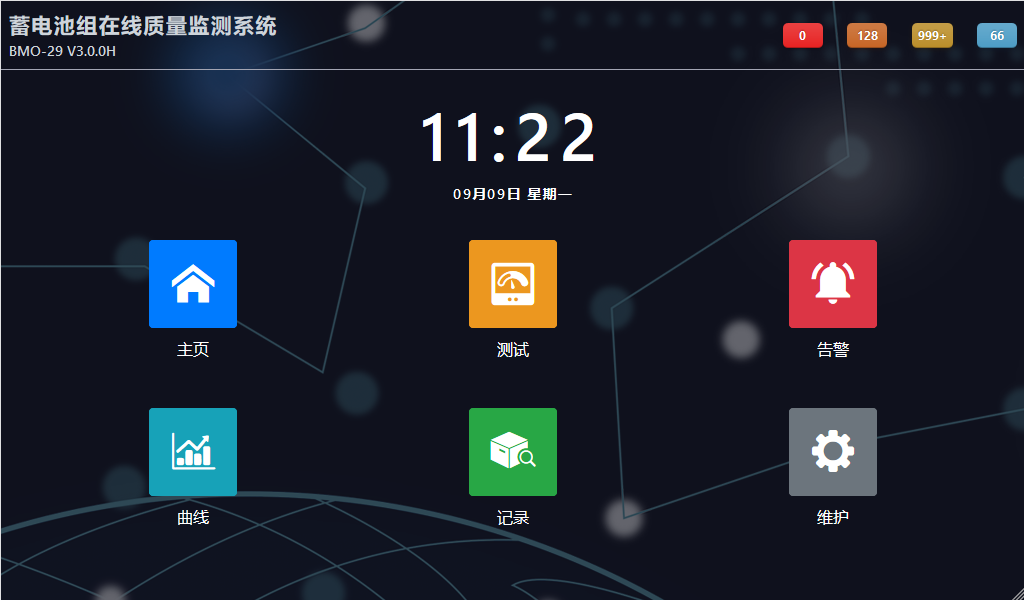 蓄电池组在线质量监测系统
BMO-29 V3.0.0H
0 128 999+ 66
11:22
09月09日 星期一
主页 测试 告警
曲线 记录 维护